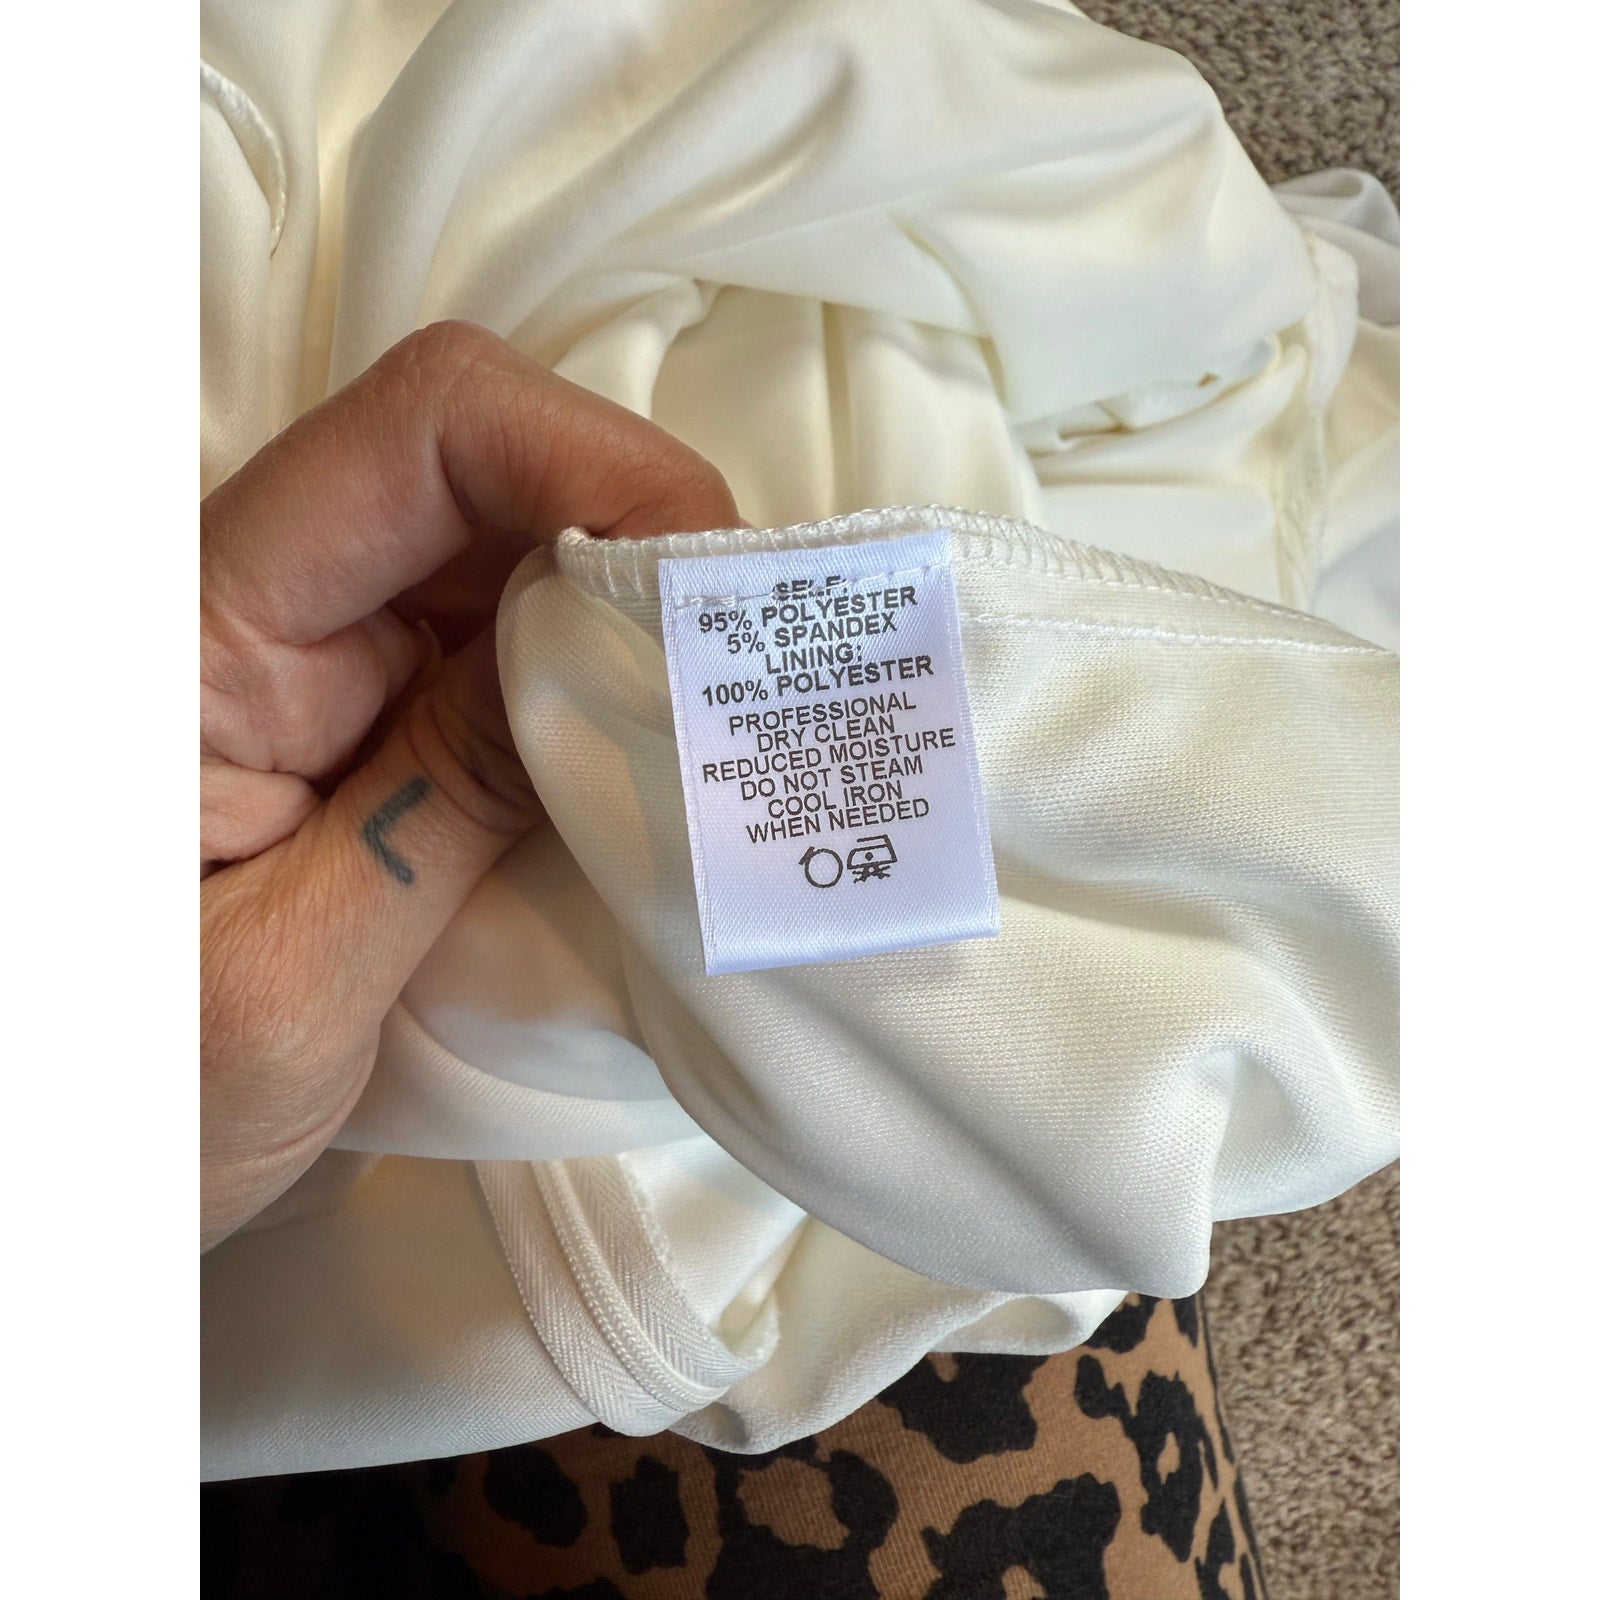 SELF:
95% POLYESTER
5% SPANDEX
LINING:
100% POLYESTER
PROFESSIONAL
DRY CLEAN
REDUCED MOISTURE
DO NOT STEAM
COOL IRON
WHEN NEEDED